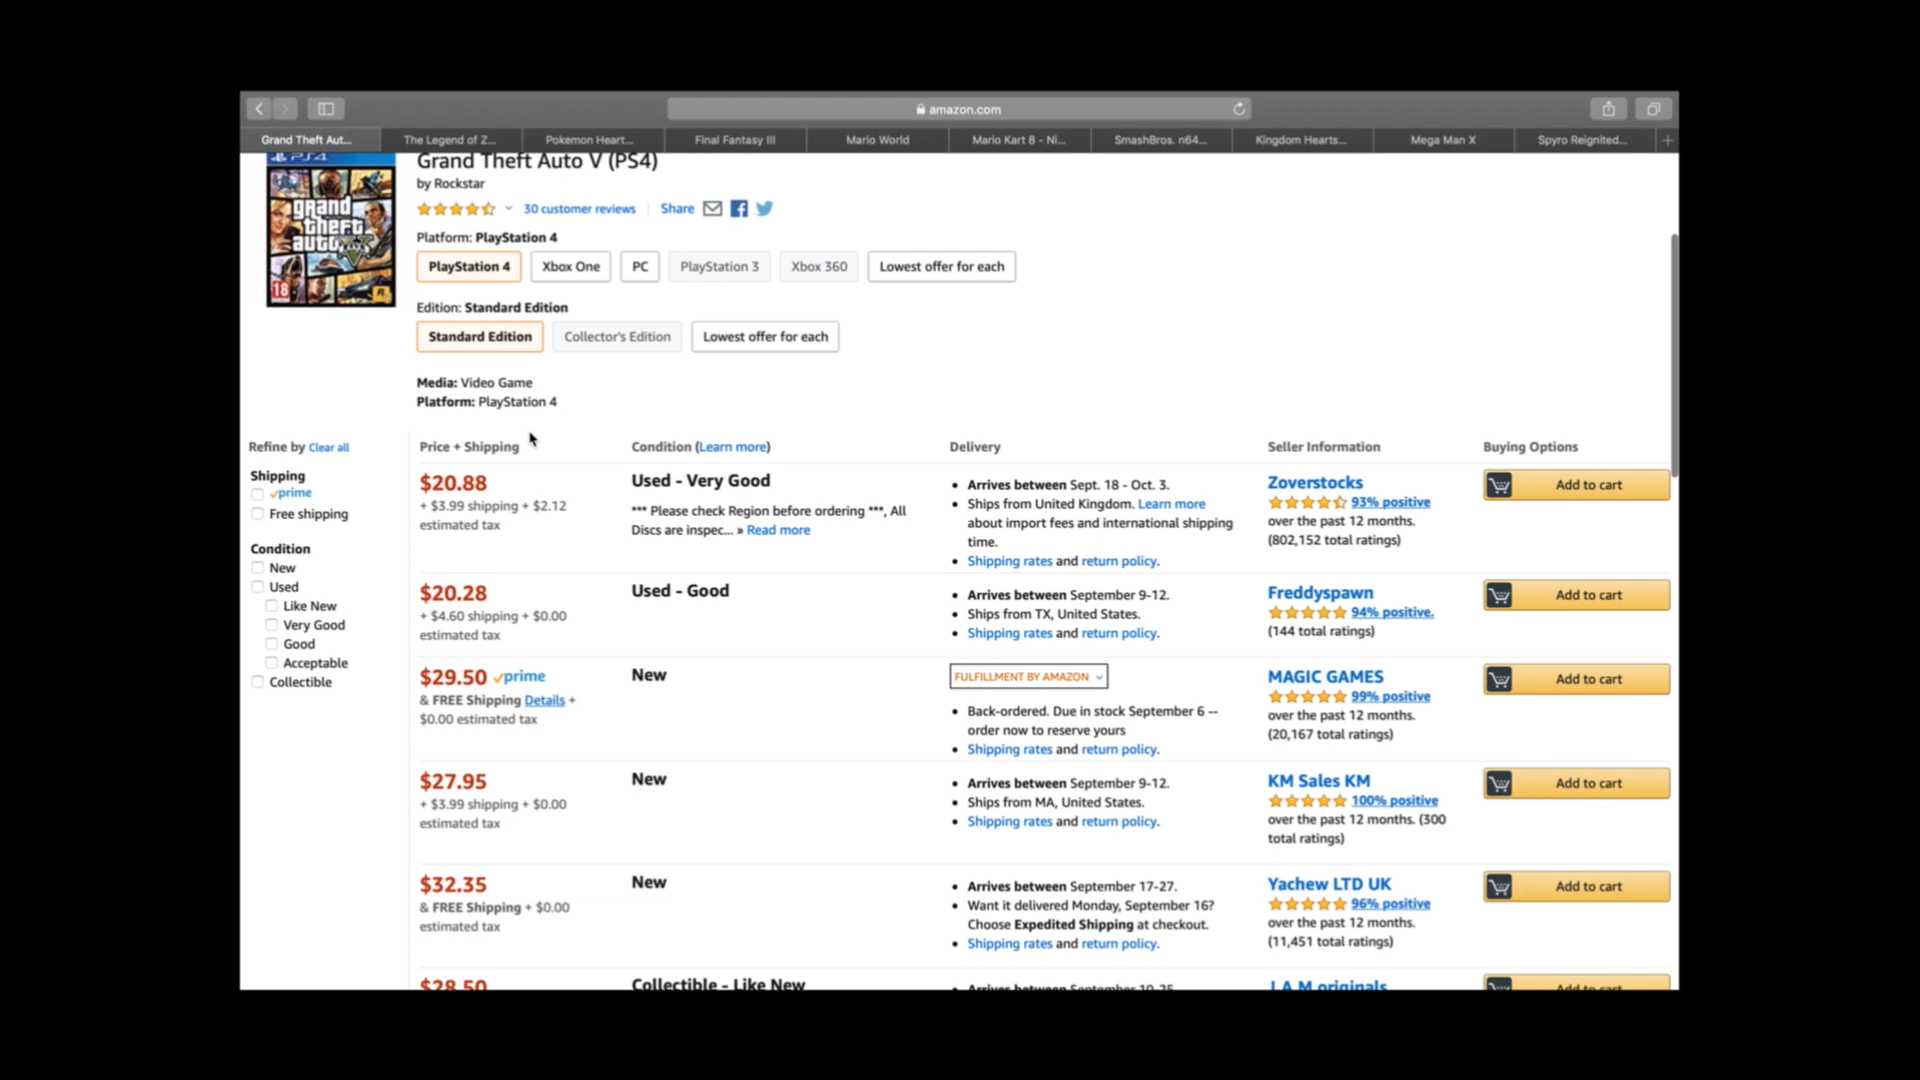 amazon.com
Grand Theft Aut...
The Legend of Z...
Pokemon Heart...
Final Fantasy III
Mario World
Mario Kart 8 - Ni...
SmashBros. n64...
Kingdom Hearts...
Mega Man X
Spyro Reignited...
PS4
grand
theft
auto
V
18
R
Grand Theft Auto V (PS4)
by Rockstar
30 customer reviews
Share
Platform: PlayStation 4
PlayStation 4
Xbox One
PC
PlayStation 3
Xbox 360
Lowest offer for each
Edition: Standard Edition
Standard Edition
Collector's Edition
Lowest offer for each
Media: Video Game
Platform: PlayStation 4
Refine by Clear all
Shipping
prime
Free shipping
Condition
New
Used
Like New
Very Good
Good
Acceptable
Collectible
Price + Shipping
Condition (Learn more)
Delivery
Seller Information
Buying Options
$20.88
+ $3.99 shipping + $2.12
estimated tax
Used - Very Good
*** Please check Region before ordering ***, All
Discs are inspec... » Read more
Arrives between Sept. 18 - Oct. 3.
Ships from United Kingdom. Learn more
about import fees and international shipping
time.
Shipping rates and return policy.
Zoverstocks
93% positive
over the past 12 months.
(802,152 total ratings)
Add to cart
$20.28
+ $4.60 shipping + $0.00
estimated tax
Used - Good
Arrives between September 9-12.
Ships from TX, United States.
Shipping rates and return policy.
Freddyspawn
94% positive.
(144 total ratings)
Add to cart
$29.50 prime
& FREE Shipping Details +
$0.00 estimated tax
New
FULFILLMENT BY AMAZON
Back-ordered. Due in stock September 6 --
order now to reserve yours
Shipping rates and return policy.
MAGIC GAMES
99% positive
over the past 12 months.
(20,167 total ratings)
Add to cart
$27.95
+ $3.99 shipping + $0.00
estimated tax
New
Arrives between September 9-12.
Ships from MA, United States.
Shipping rates and return policy.
KM Sales KM
100% positive
over the past 12 months. (300
total ratings)
Add to cart
$32.35
& FREE Shipping + $0.00
estimated tax
New
Arrives between September 17-27.
Want it delivered Monday, September 16?
Choose Expedited Shipping at checkout.
Shipping rates and return policy.
Yachew LTD UK
96% positive
over the past 12 months.
(11,451 total ratings)
Add to cart
$28.50
Collectible - Like New
Arrives between September 10-25.
J.A.M originals
Add to cart